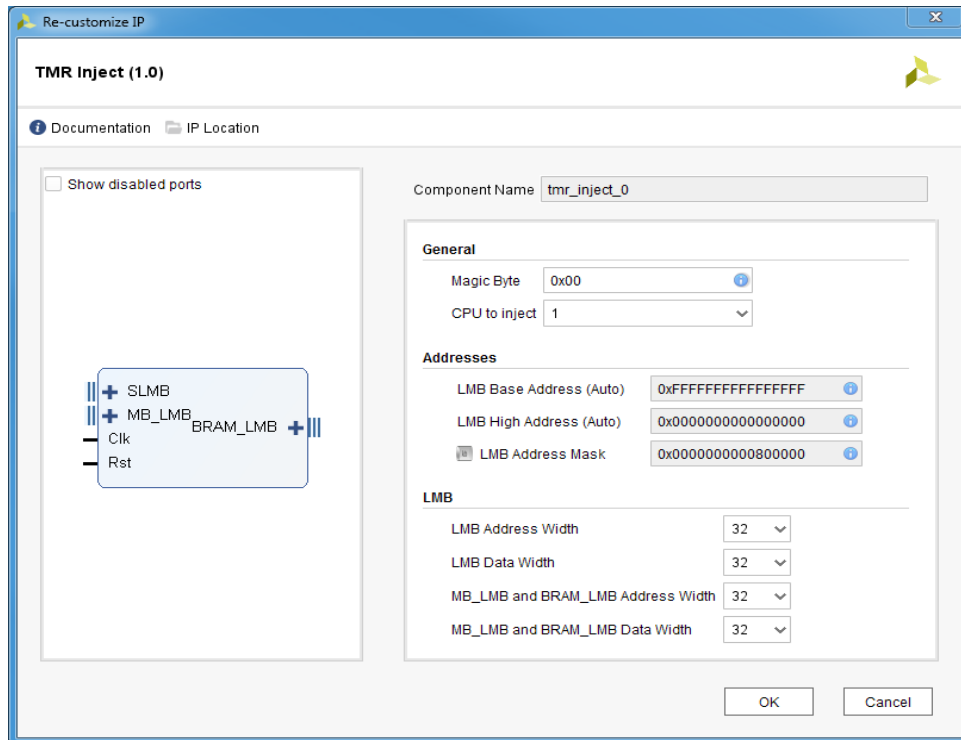 Re-customize IP
TMR Inject (1.0)
Documentation IP Location
Show disabled ports
SLMB
MB_LMB
BRAM_LMB
Clk
Rst
Component Name tmr_inject_0
General
Magic Byte 0x00
CPU to inject 1
Addresses
LMB Base Address (Auto) 0xFFFFFFFFFFFFFFFF
LMB High Address (Auto) 0x0000000000000000
LMB Address Mask 0x0000000000800000
LMB
LMB Address Width 32
LMB Data Width 32
MB_LMB and BRAM_LMB Address Width 32
MB_LMB and BRAM_LMB Data Width 32
OK Cancel